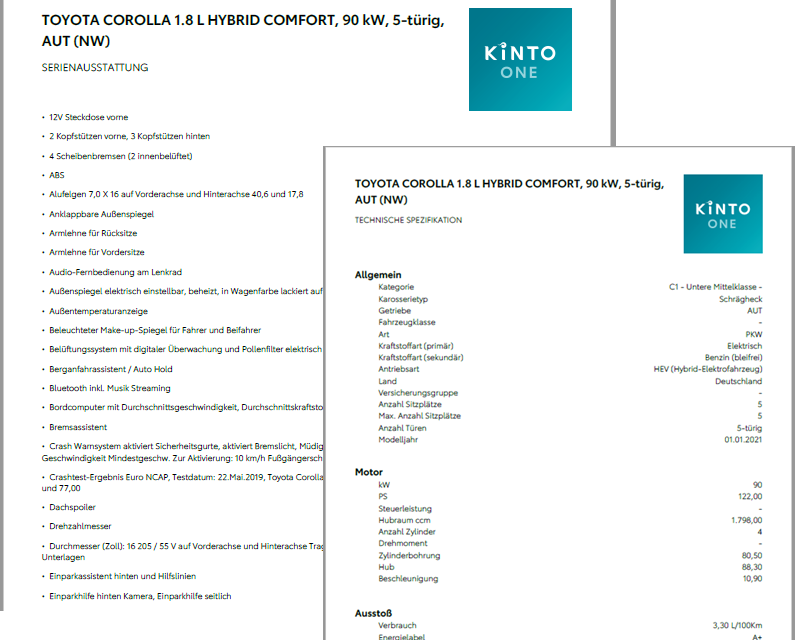 TOYOTA COROLLA 1.8 L HYBRID COMFORT, 90 kW, 5-türig,
AUT (NW)
SERIENAUSSTATTUNG
KINTO
ONE
• 12V Steckdose vorne
• 2 Kopfstützen vorne, 3 Kopfstützen hinten
• 4 Scheibenbremsen (2 innenbelüftet)
• ABS
• Alufelgen 7,0 X 16 auf Vorderachse und Hinterachse 40,6 und 17,8
• Anklappbare Außenspiegel
• Armlehne für Rücksitze
• Armlehne für Vordersitze
• Audio-Fernbedienung am Lenkrad
• Außenspiegel elektrisch einstellbar, beheizt, in Wagenfarbe lackiert auf
• Außentemperaturanzeige
• Beleuchteter Make-up-Spiegel für Fahrer und Beifahrer
• Belüftungssystem mit digitaler Überwachung und Pollenfilter elektrisch
• Berganfahrassistent / Auto Hold
• Bluetooth inkl. Musik Streaming
• Bordcomputer mit Durchschnittsgeschwindigkeit, Durchschnittskraftsto
• Bremsassistent
• Crash Warnsystem aktiviert Sicherheitsgurte, aktiviert Bremslicht, Müdig
Geschwindigkeit Mindestgeschw. Zur Aktivierung: 10 km/h Fußgängersch
• Crashtest-Ergebnis Euro NCAP, Testdatum: 22.Mai.2019, Toyota Corolla
und 77,00
• Dachspoiler
• Drehzahlmesser
• Durchmesser (Zoll): 16 205 / 55 V auf Vorderachse und Hinterachse Trag
Unterlagen
• Einparkassistent hinten und Hilfslinien
• Einparkhilfe hinten Kamera, Einparkhilfe seitlich
TOYOTA COROLLA 1.8 L HYBRID COMFORT, 90 kW, 5-türig,
AUT (NW)
TECHNISCHE SPEZIFIKATION
KINTO
ONE
Allgemein
Kategorie C1 - Untere Mittelklasse -
Karosserietyp Schrägheck
Getriebe AUT
Fahrzeugklasse -
Art PKW
Kraftstoffart (primär) Elektrisch
Kraftstoffart (sekundär) Benzin (bleifrei)
Antriebsart HEV (Hybrid-Elektrofahrzeug)
Land Deutschland
Versicherungsgruppe -
Anzahl Sitzplätze 5
Max. Anzahl Sitzplätze 5
Anzahl Türen 5-türig
Modelljahr 01.01.2021
Motor
kW 90
PS 122,00
Steuerleistung -
Hubraum ccm 1.798,00
Anzahl Zylinder 4
Drehmoment -
Zylinderbohrung 80,50
Hub 88,30
Beschleunigung 10,90
Ausstoß
Verbrauch 3,30 L/100Km
Energielabel A+